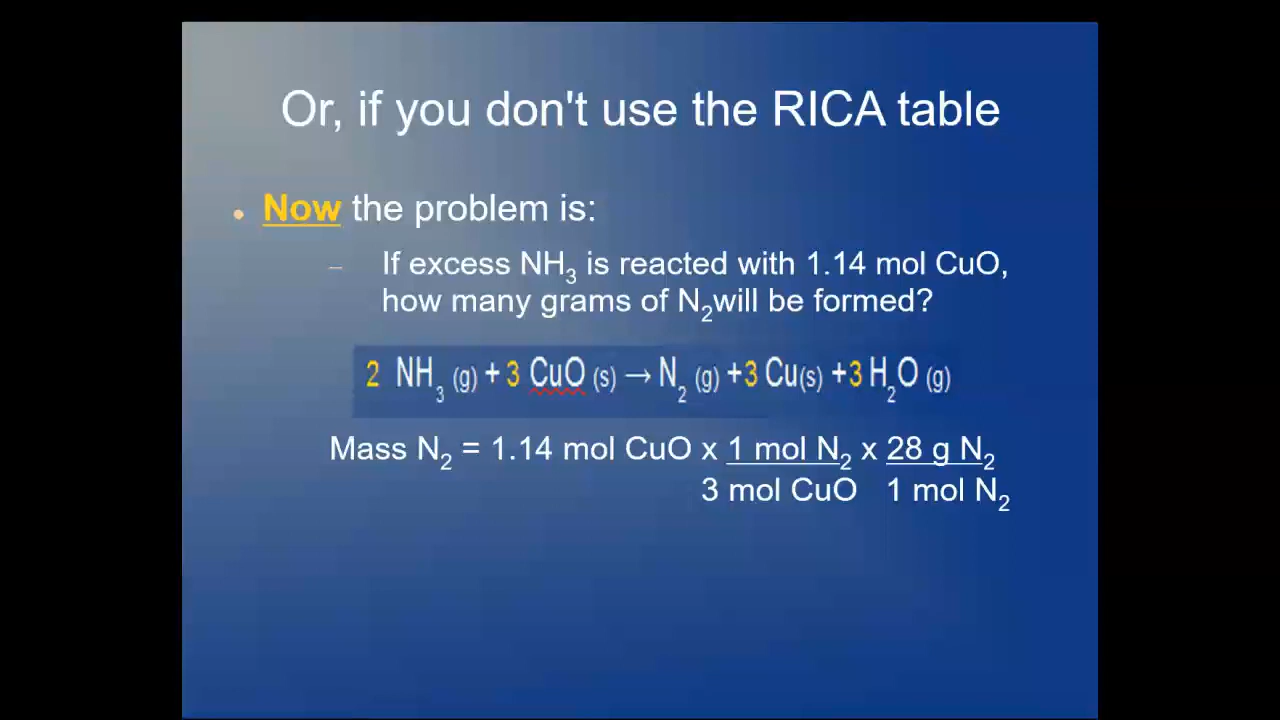 Or, if you don't use the RICA table
• Now the problem is:
– If excess NH₃ is reacted with 1.14 mol CuO,
how many grams of N₂will be formed?
2 NH₃ (g) + 3 CuO (s) → N₂ (g) +3 Cu(s) +3 H₂O (g)
Mass N₂ = 1.14 mol CuO x 1 mol N₂ x 28 g N₂
3 mol CuO 1 mol N₂